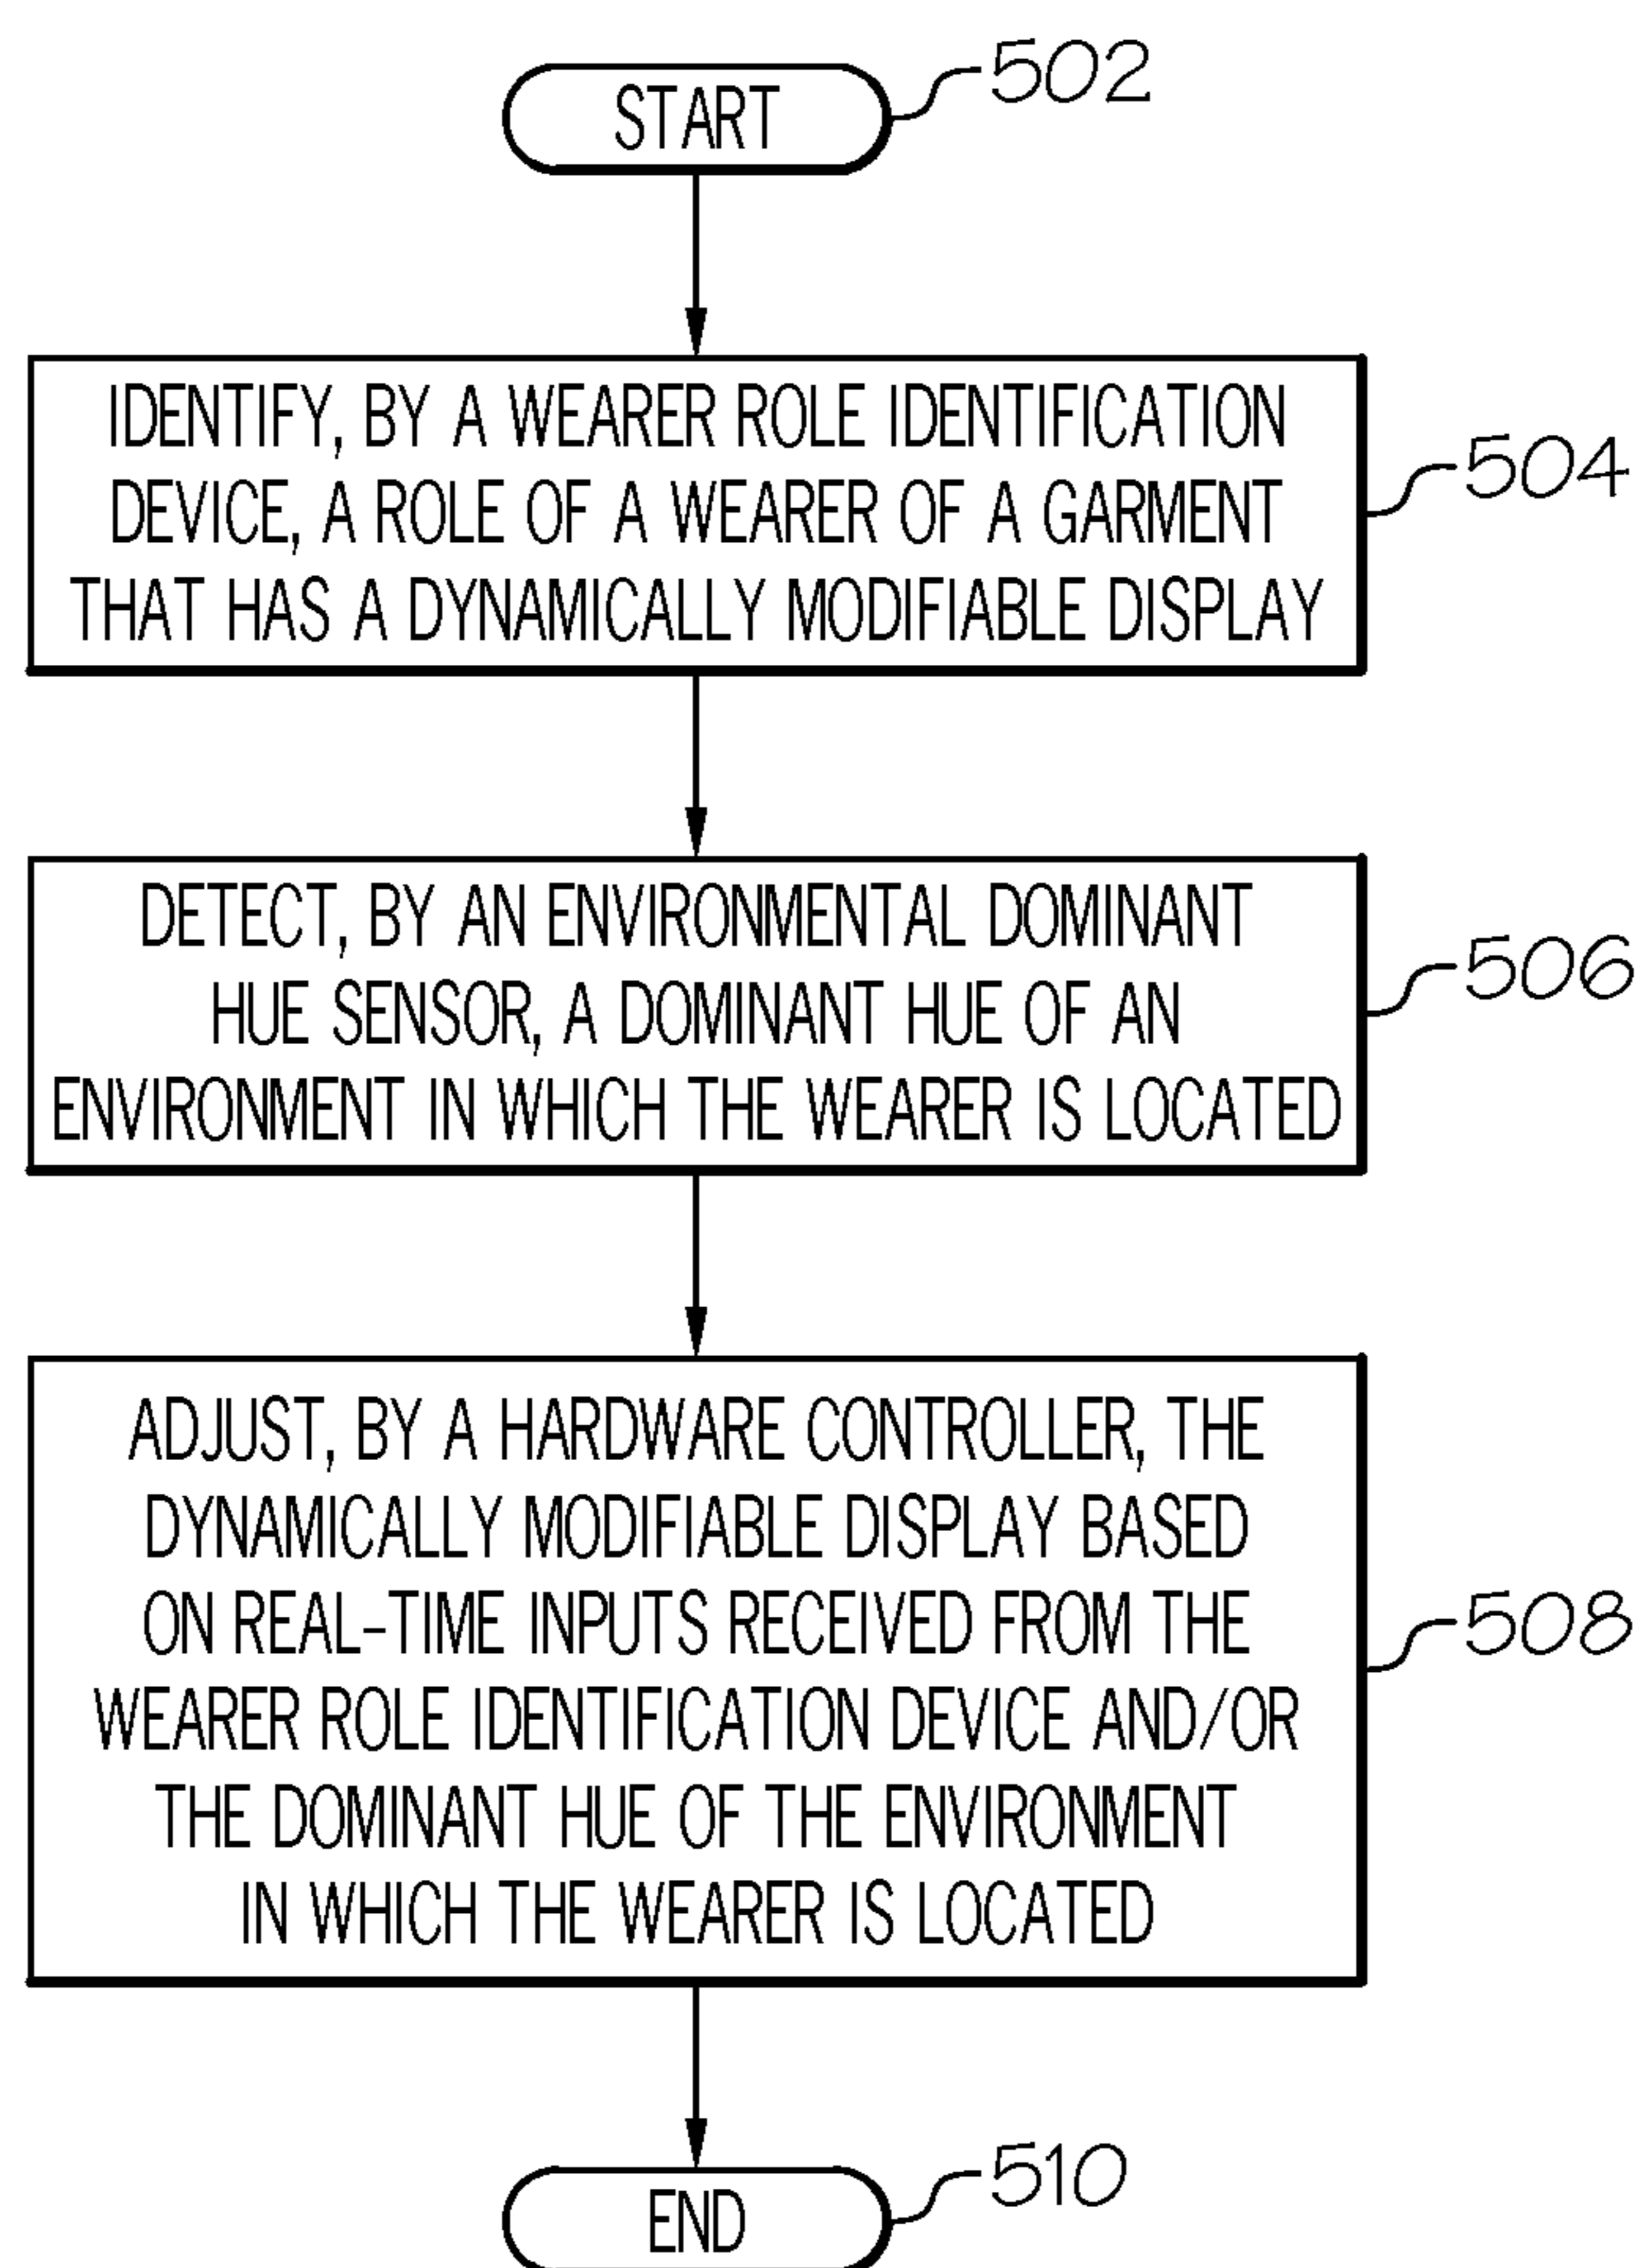 START
502
IDENTIFY, BY A WEARER ROLE IDENTIFICATION
DEVICE, A ROLE OF A WEARER OF A GARMENT
THAT HAS A DYNAMICALLY MODIFIABLE DISPLAY
504
DETECT, BY AN ENVIRONMENTAL DOMINANT
HUE SENSOR, A DOMINANT HUE OF AN
ENVIRONMENT IN WHICH THE WEARER IS LOCATED
506
ADJUST, BY A HARDWARE CONTROLLER, THE
DYNAMICALLY MODIFIABLE DISPLAY BASED
ON REAL-TIME INPUTS RECEIVED FROM THE
WEARER ROLE IDENTIFICATION DEVICE AND/OR
THE DOMINANT HUE OF THE ENVIRONMENT
IN WHICH THE WEARER IS LOCATED
508
END
510